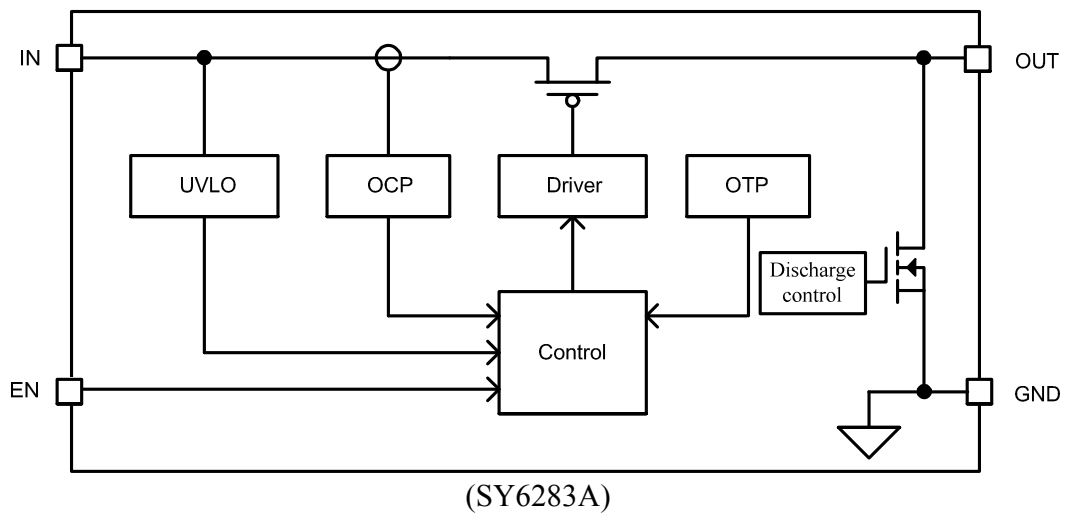 IN
OUT
UVLO
OCP
Driver
OTP
Discharge
control
Control
EN
GND
(SY6283A)